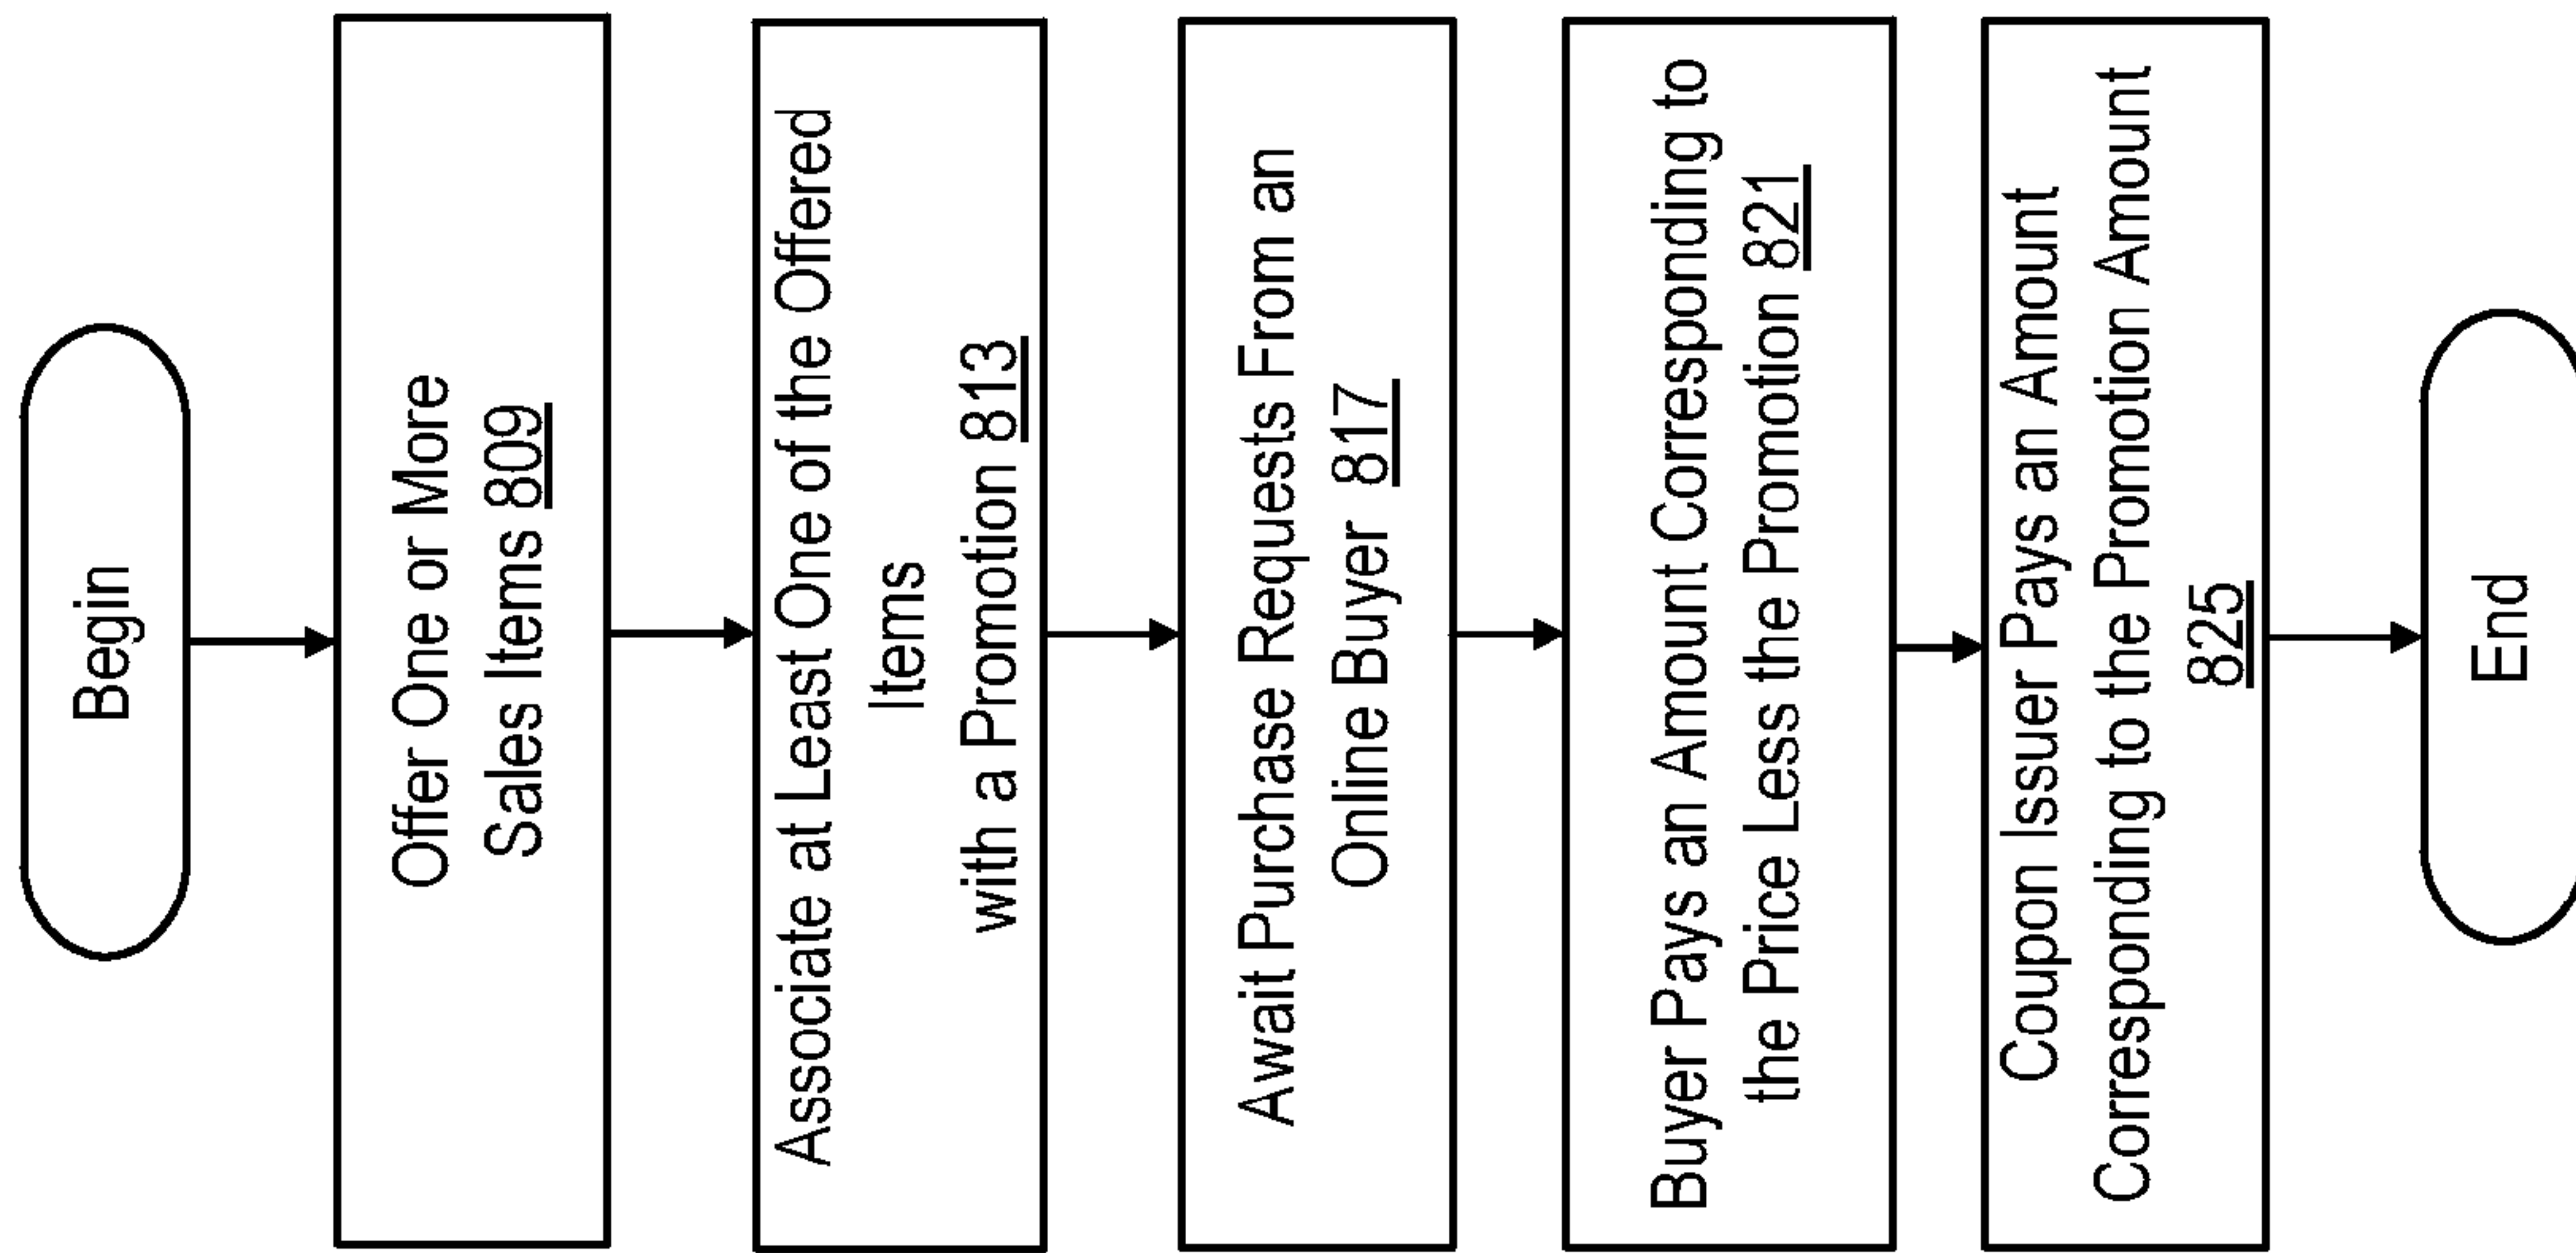 Begin
Offer One or More
Sales Items 809
Associate at Least One of the Offered
Items
with a Promotion 813
Await Purchase Requests From an
Online Buyer 817
Buyer Pays an Amount Corresponding to
the Price Less the Promotion 821
Coupon Issuer Pays an Amount
Corresponding to the Promotion Amount
825
End